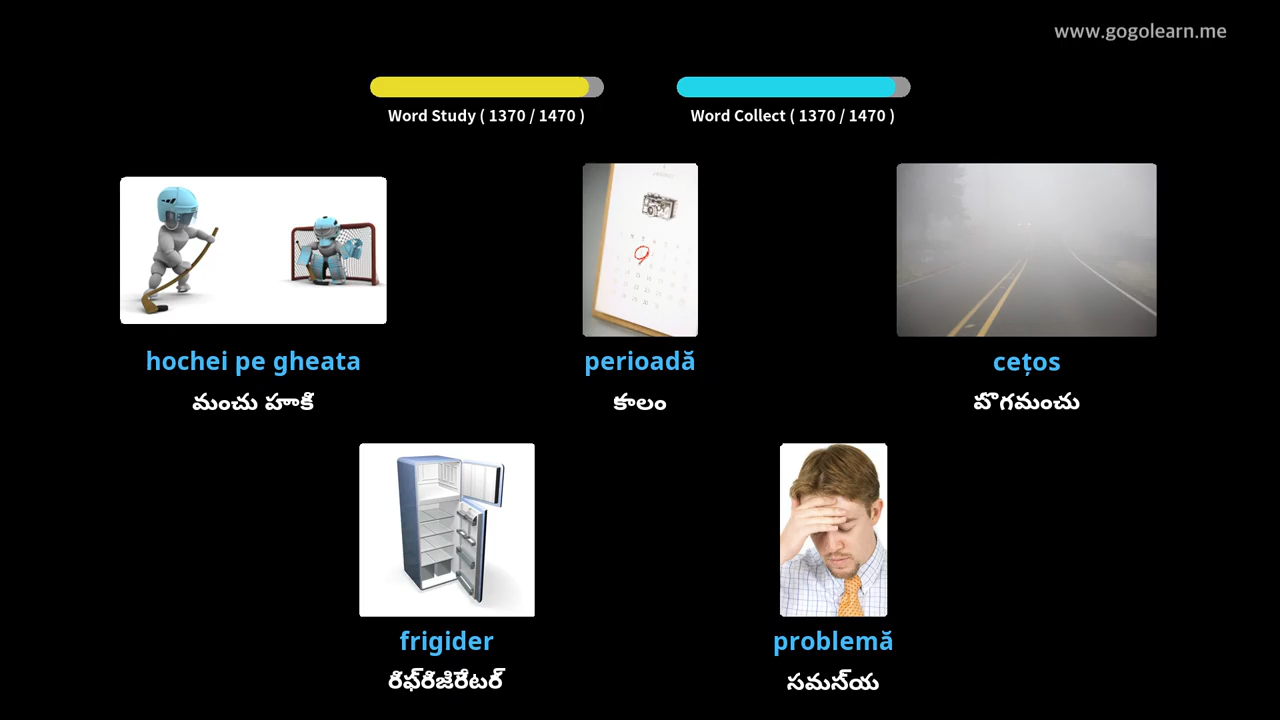 www.gogolearn.me
Word Study ( 1370 / 1470 )
Word Collect ( 1370 / 1470 )
hochei pe gheata
మంచు హాకీ
perioadă
కాలం
cețos
పొగమంచు
frigider
రిఫ్రిజిరేటర్
problemă
సమస్య